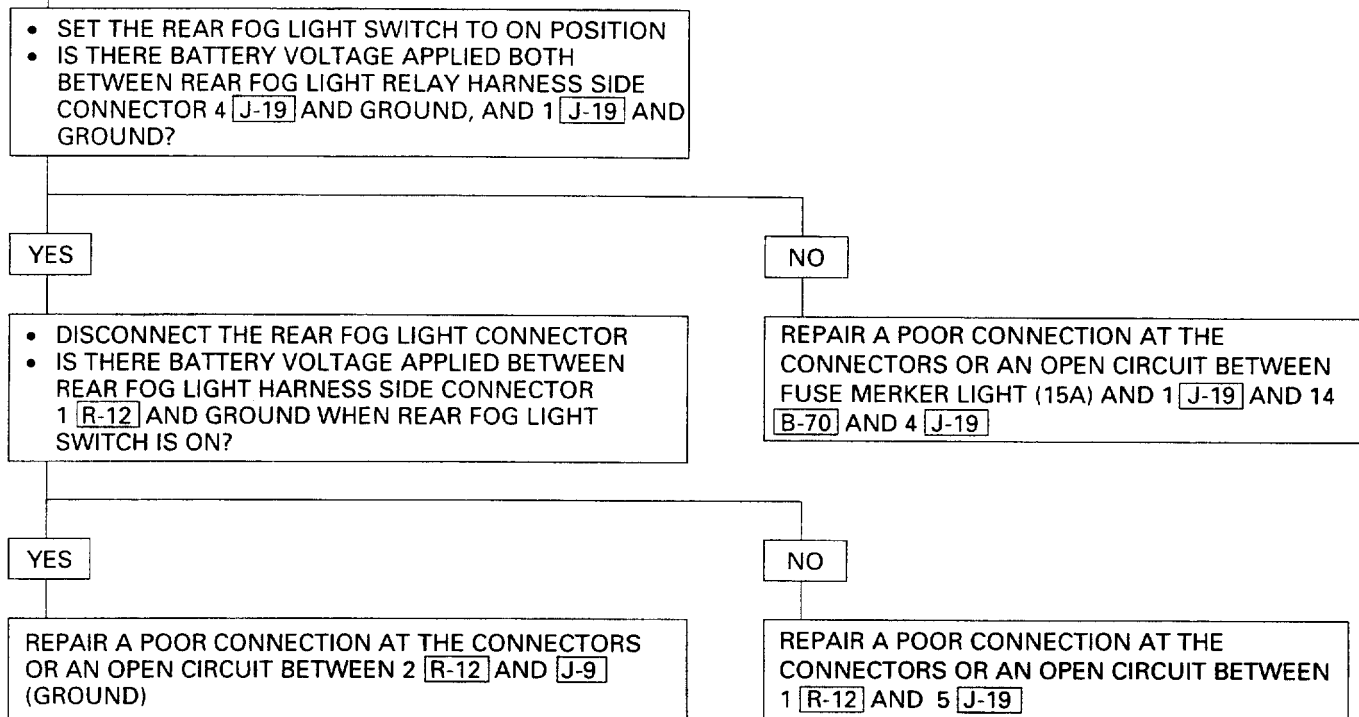 • SET THE REAR FOG LIGHT SWITCH TO ON POSITION
• IS THERE BATTERY VOLTAGE APPLIED BOTH
BETWEEN REAR FOG LIGHT RELAY HARNESS SIDE
CONNECTOR 4 J-19 AND GROUND, AND 1 J-19 AND
GROUND?
YES
NO
• DISCONNECT THE REAR FOG LIGHT CONNECTOR
• IS THERE BATTERY VOLTAGE APPLIED BETWEEN
REAR FOG LIGHT HARNESS SIDE CONNECTOR
1 R-12 AND GROUND WHEN REAR FOG LIGHT
SWITCH IS ON?
REPAIR A POOR CONNECTION AT THE
CONNECTORS OR AN OPEN CIRCUIT BETWEEN
FUSE MERKER LIGHT (15A) AND 1 J-19 AND 14
B-70 AND 4 J-19
YES
NO
REPAIR A POOR CONNECTION AT THE CONNECTORS
OR AN OPEN CIRCUIT BETWEEN 2 R-12 AND J-9
(GROUND)
REPAIR A POOR CONNECTION AT THE
CONNECTORS OR AN OPEN CIRCUIT BETWEEN
1 R-12 AND 5 J-19